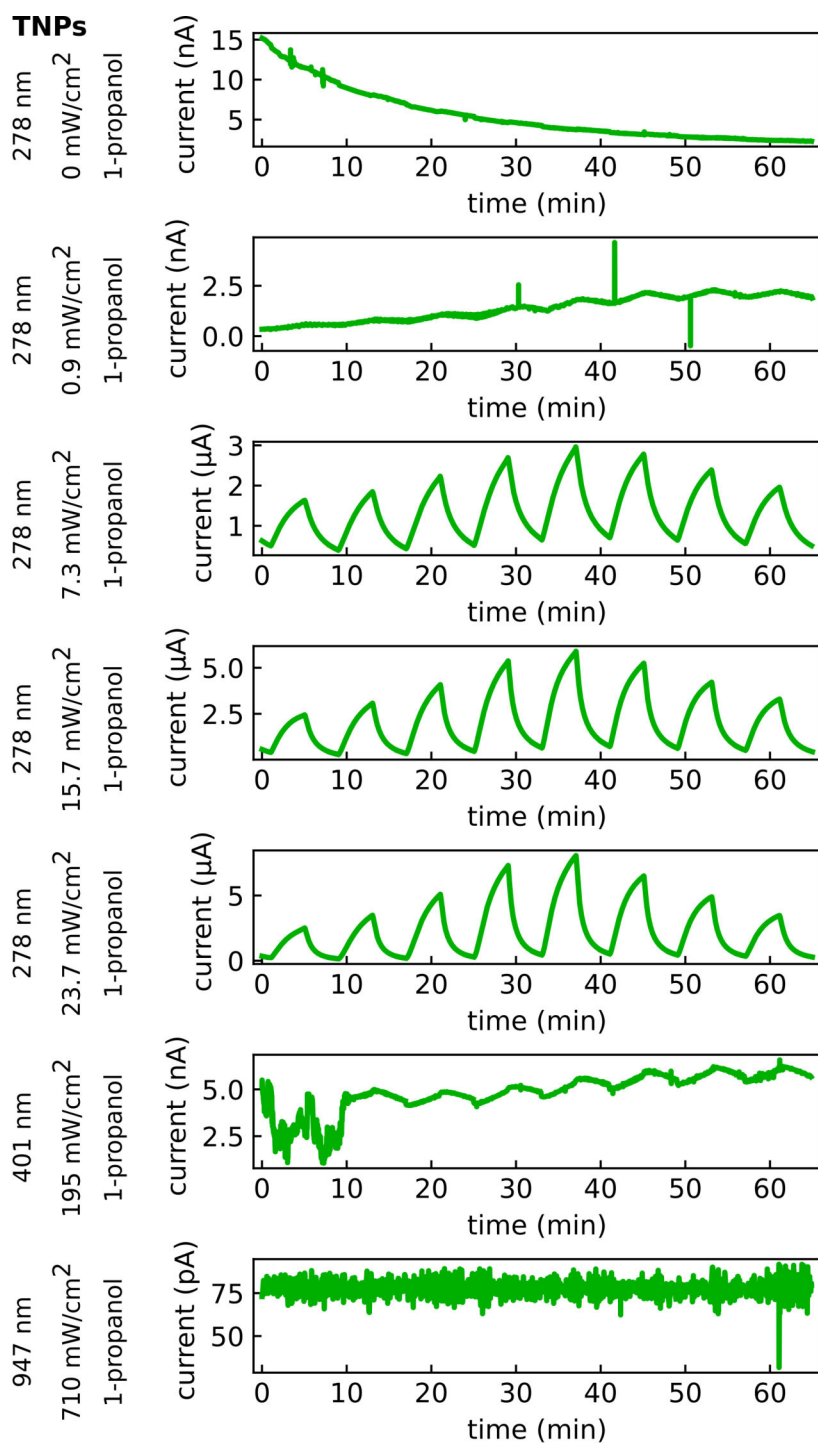 TNPs
278 nm
0 mW/cm²
1-propanol
current (nA)
15
10
5
0 10 20 30 40 50 60
time (min)
278 nm
0.9 mW/cm²
1-propanol
current (nA)
2.5
0.0
0 10 20 30 40 50 60
time (min)
278 nm
7.3 mW/cm²
1-propanol
current (µA)
3
2
1
0 10 20 30 40 50 60
time (min)
278 nm
15.7 mW/cm²
1-propanol
current (µA)
5.0
2.5
0 10 20 30 40 50 60
time (min)
278 nm
23.7 mW/cm²
1-propanol
current (µA)
5
0
0 10 20 30 40 50 60
time (min)
401 nm
195 mW/cm²
1-propanol
current (nA)
5.0
2.5
0 10 20 30 40 50 60
time (min)
947 nm
710 mW/cm²
1-propanol
current (pA)
75
50
0 10 20 30 40 50 60
time (min)